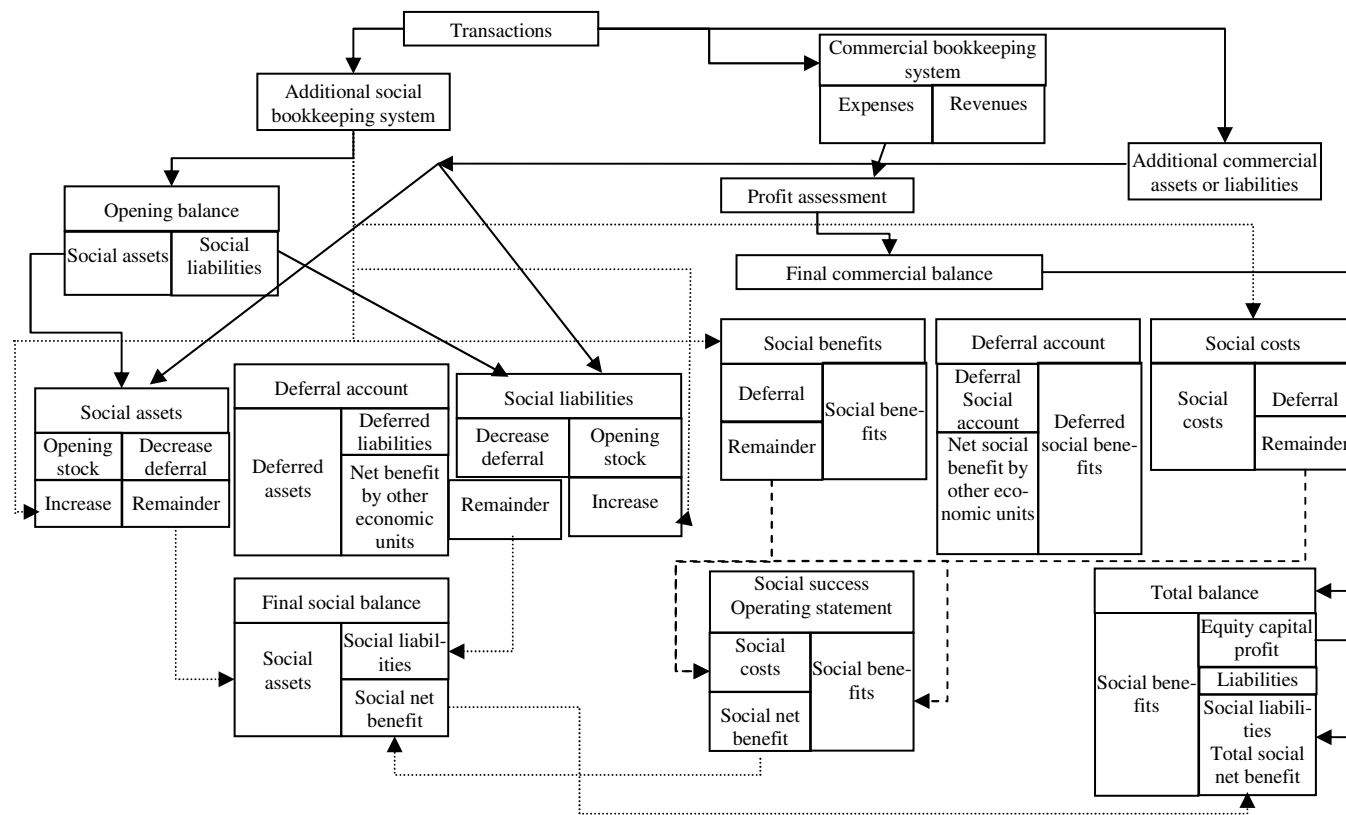 Transactions
Commercial bookkeeping
system
Expenses
Revenues
Additional social
bookkeeping system
Additional commercial
assets or liabilities
Profit assessment
Opening balance
Social assets
Social
liabilities
Final commercial balance
Social benefits
Deferral
Remainder
Social bene-
fits
Deferral account
Deferral
Social
account
Net social
benefit by
other eco-
nomic units
Deferred
social bene-
fits
Social costs
Social
costs
Deferral
Remainder
Social assets
Opening
stock
Decrease
deferral
Increase
Remainder
Deferral account
Deferred
assets
Deferred
liabilities
Net benefit
by other
economic
units
Social liabilities
Decrease
deferral
Opening
stock
Remainder
Increase
Final social balance
Social
assets
Social liabil-
ities
Social net
benefit
Social success
Operating statement
Social
costs
Social net
benefit
Social bene-
fits
Total balance
Social bene-
fits
Equity capital
profit
Liabilities
Social liabili-
ties
Total social
net benefit